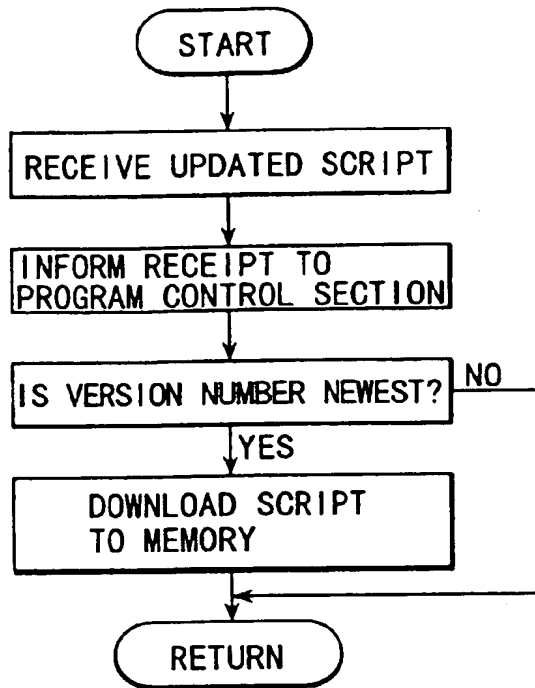 START
RECEIVE UPDATED SCRIPT
INFORM RECEIPT TO
PROGRAM CONTROL SECTION
IS VERSION NUMBER NEWEST?
NO
YES
DOWNLOAD SCRIPT
TO MEMORY
RETURN